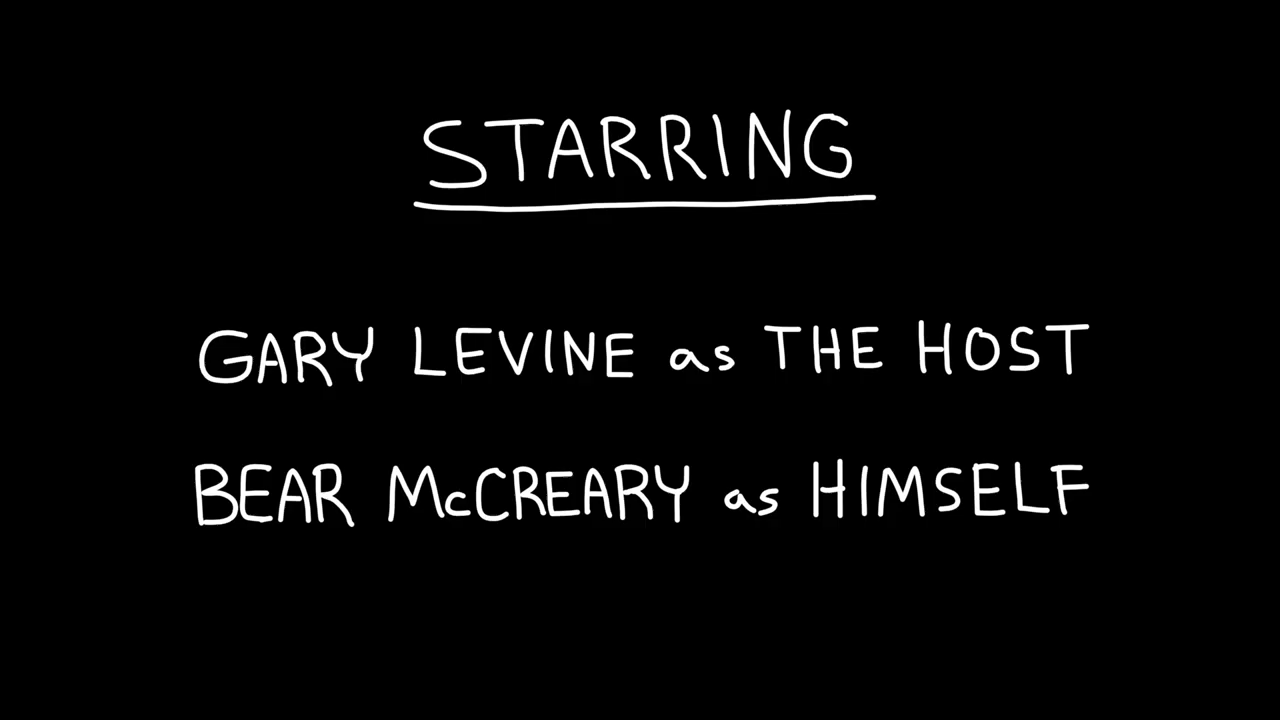 STARRING
GARY LEVINE as THE HOST
BEAR McCREARY as HIMSELF